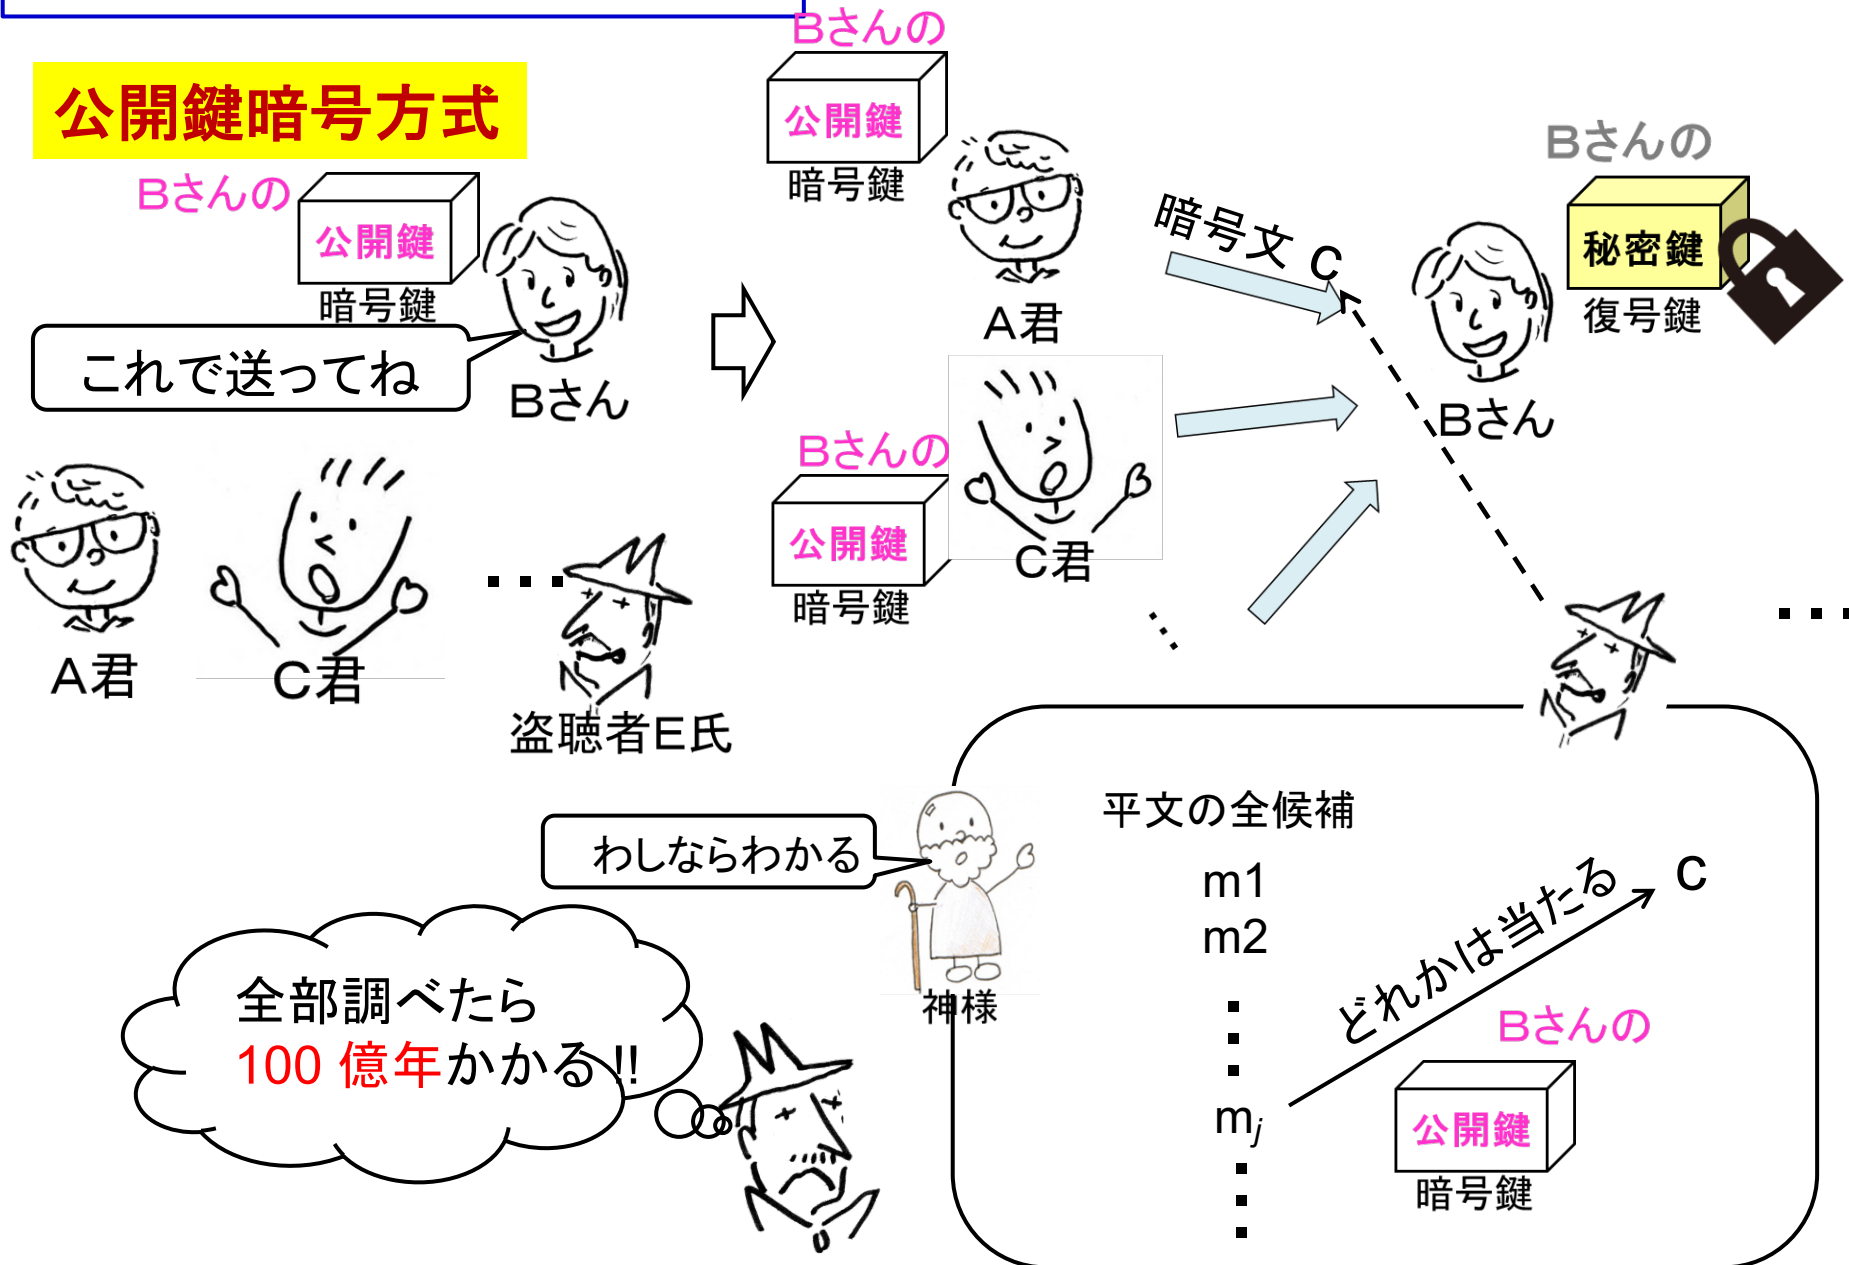 公開鍵暗号方式
Bさんの
公開鍵
暗号鍵
これで送ってね
Bさん
A君
C君
・・・
盗聴者E氏
Bさんの
公開鍵
暗号鍵
A君
Bさんの
公開鍵
暗号鍵
C君
・・・
暗号文 C
Bさんの
秘密鍵
復号鍵
Bさん
・・・
平文の全候補
m1
m2
・・・
mj
・・・
どれかは当たる
C
Bさんの
公開鍵
暗号鍵
わしならわかる
神様
全部調べたら
100 億年かかる!!